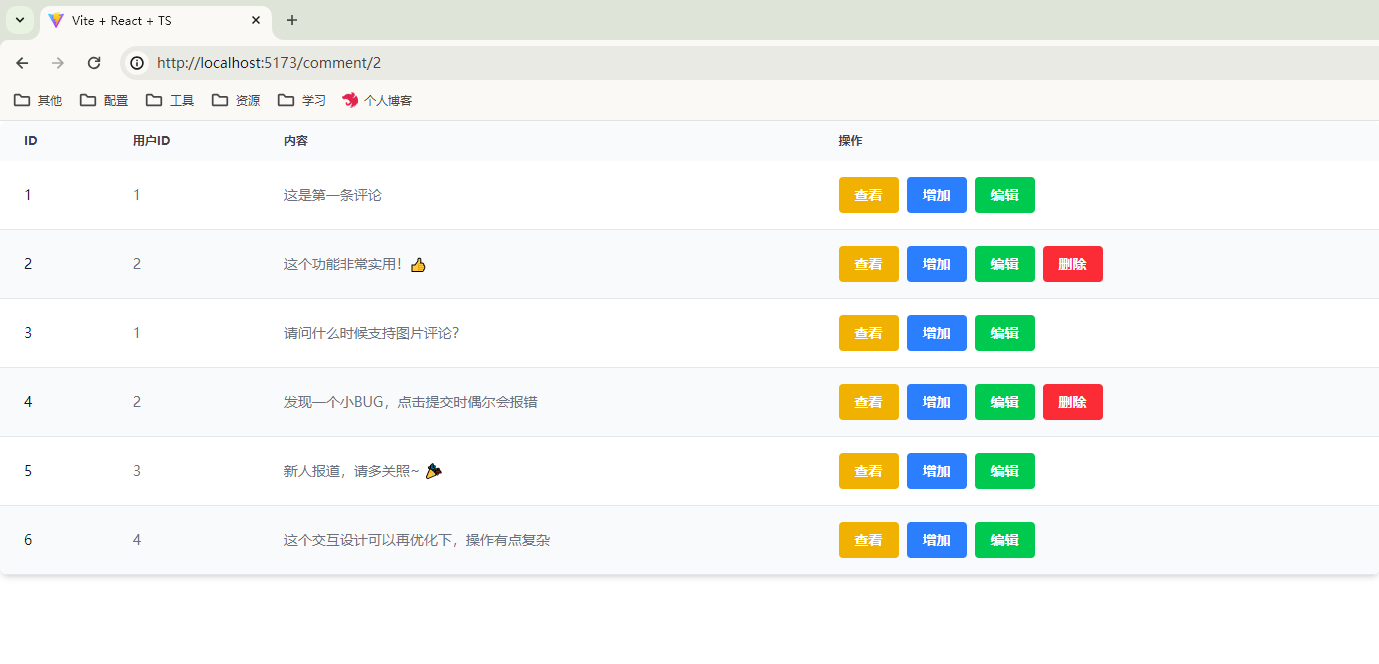 Vite + React + TS
http://localhost:5173/comment/2
其他 配置 工具 资源 学习 个人博客
ID 用户ID 内容 操作
1 1 这是第一条评论 查看 增加 编辑
2 2 这个功能非常实用！👍 查看 增加 编辑 删除
3 1 请问什么时候支持图片评论？ 查看 增加 编辑
4 2 发现一个小BUG，点击提交时偶尔会报错 查看 增加 编辑 删除
5 3 新人报道，请多关照~ 🎉 查看 增加 编辑
6 4 这个交互设计可以再优化下，操作有点复杂 查看 增加 编辑